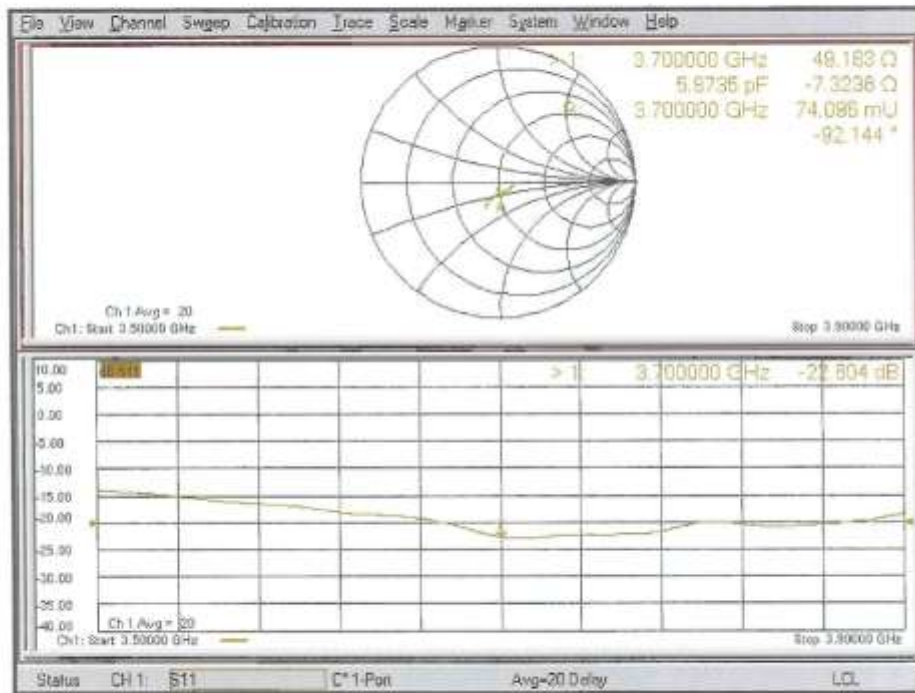 File View Channel Sweep Calibration Trace Scale Marker System Window Help
> 1: 3.700000 GHz 49.183 Ω
5.8735 pF -7.3236 Ω
3.700000 GHz 74.086 mU
-92.144 °
Ch 1 Avg = 20
Ch1: Start 3.50000 GHz
Stop 3.90000 GHz
10.00
> 1: 3.700000 GHz -22.604 dB
5.00
0.00
-5.00
-10.00
-15.00
-20.00
-25.00
-30.00
-35.00
-40.00
Ch 1 Avg = 20
Ch1: Start 3.50000 GHz
Stop 3.90000 GHz
Status CH 1: S11 C* 1-Port Avg=20 Delay LCL